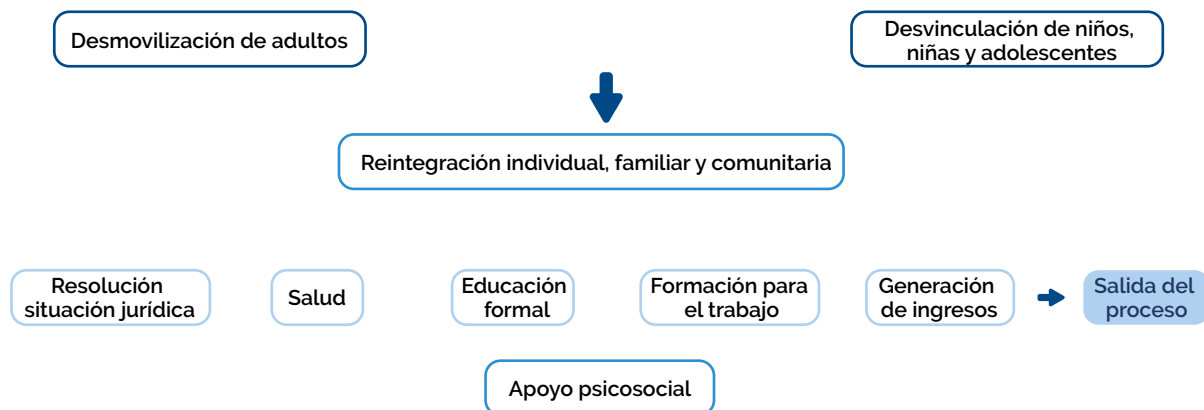 Desmovilización de adultos
Desvinculación de niños,
niñas y adolescentes
Reintegración individual, familiar y comunitaria
Resolución
situación jurídica
Salud
Educación
formal
Formación para
el trabajo
Generación
de ingresos
Salida del
proceso
Apoyo psicosocial